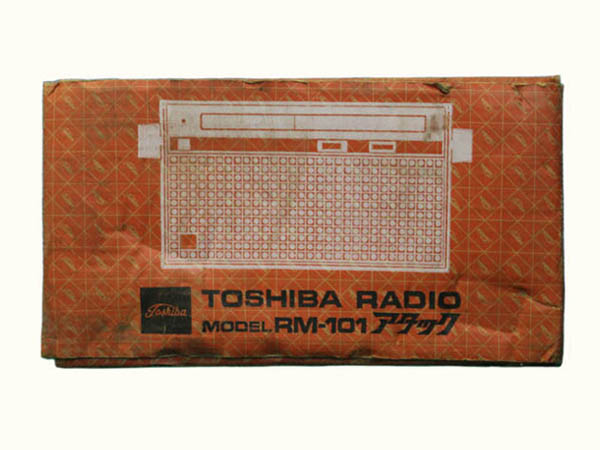 Toshiba
TOSHIBA RADIO
MODEL RM-101 アタック